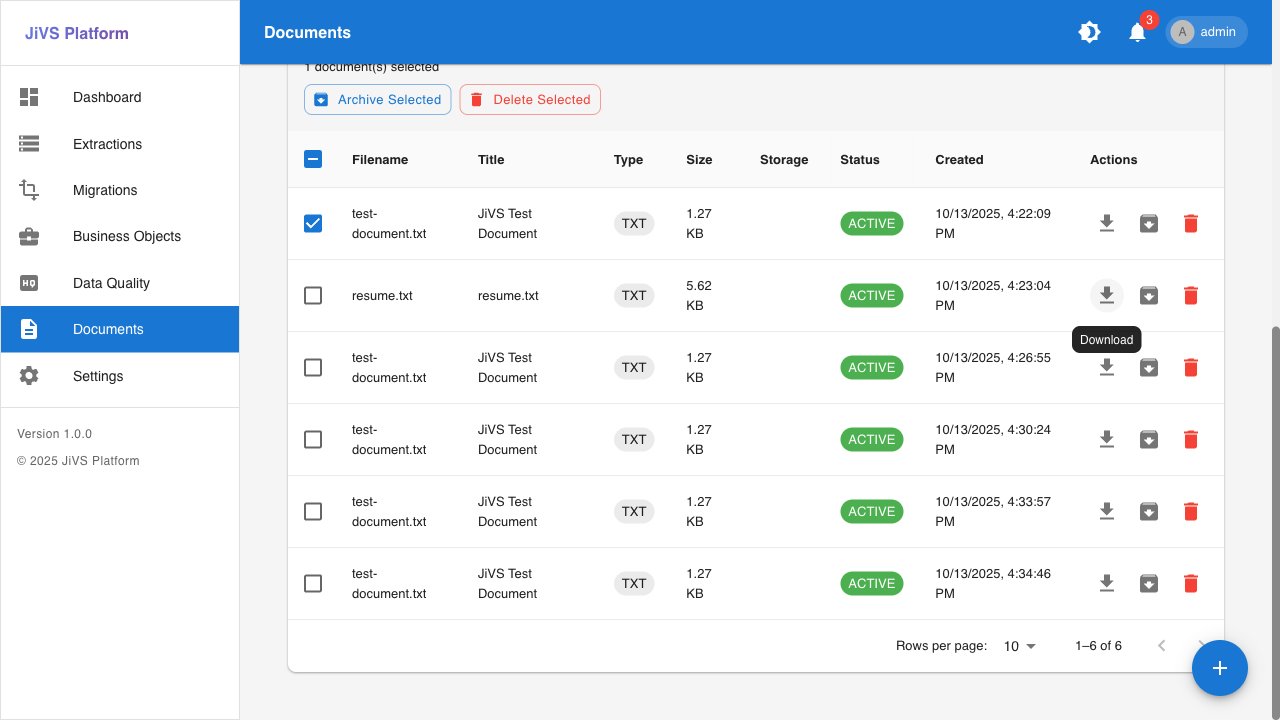 JiVS Platform
Documents
3
A
admin
Dashboard
Extractions
Migrations
Business Objects
Data Quality
Documents
Settings
Version 1.0.0
© 2025 JiVS Platform
1 document(s) selected
Archive Selected
Delete Selected
Filename Title Type Size Storage Status Created Actions
test-
document.txt
JiVS Test
Document
TXT
1.27
KB
ACTIVE
10/13/2025, 4:22:09
PM
resume.txt
resume.txt
TXT
5.62
KB
ACTIVE
10/13/2025, 4:23:04
PM
Download
test-
document.txt
JiVS Test
Document
TXT
1.27
KB
ACTIVE
10/13/2025, 4:26:55
PM
test-
document.txt
JiVS Test
Document
TXT
1.27
KB
ACTIVE
10/13/2025, 4:30:24
PM
test-
document.txt
JiVS Test
Document
TXT
1.27
KB
ACTIVE
10/13/2025, 4:33:57
PM
test-
document.txt
JiVS Test
Document
TXT
1.27
KB
ACTIVE
10/13/2025, 4:34:46
PM
Rows per page: 10 1–6 of 6